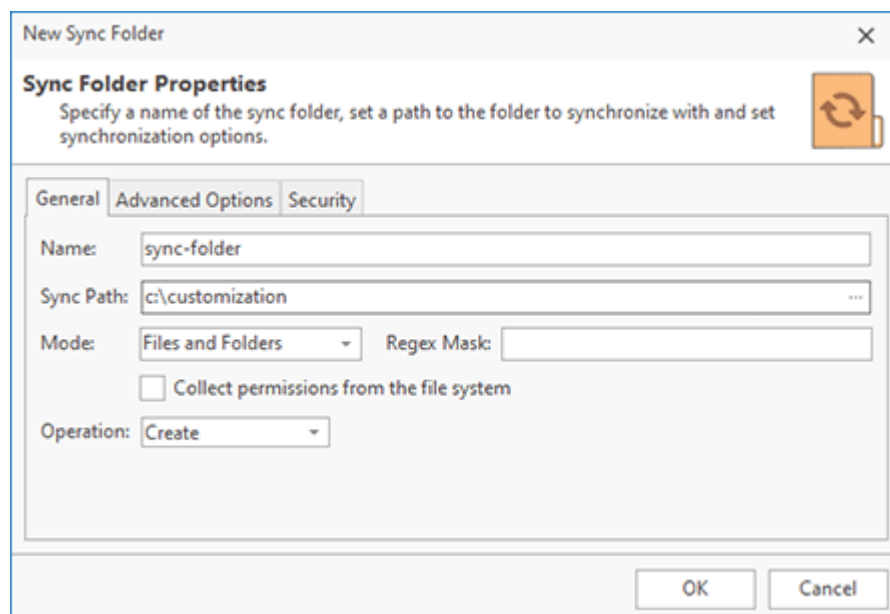 New Sync Folder
Sync Folder Properties
Specify a name of the sync folder, set a path to the folder to synchronize with and set
synchronization options.
General Advanced Options Security
Name: sync-folder
Sync Path: c:\customization ...
Mode: Files and Folders Regex Mask:
Collect permissions from the file system
Operation: Create
OK Cancel